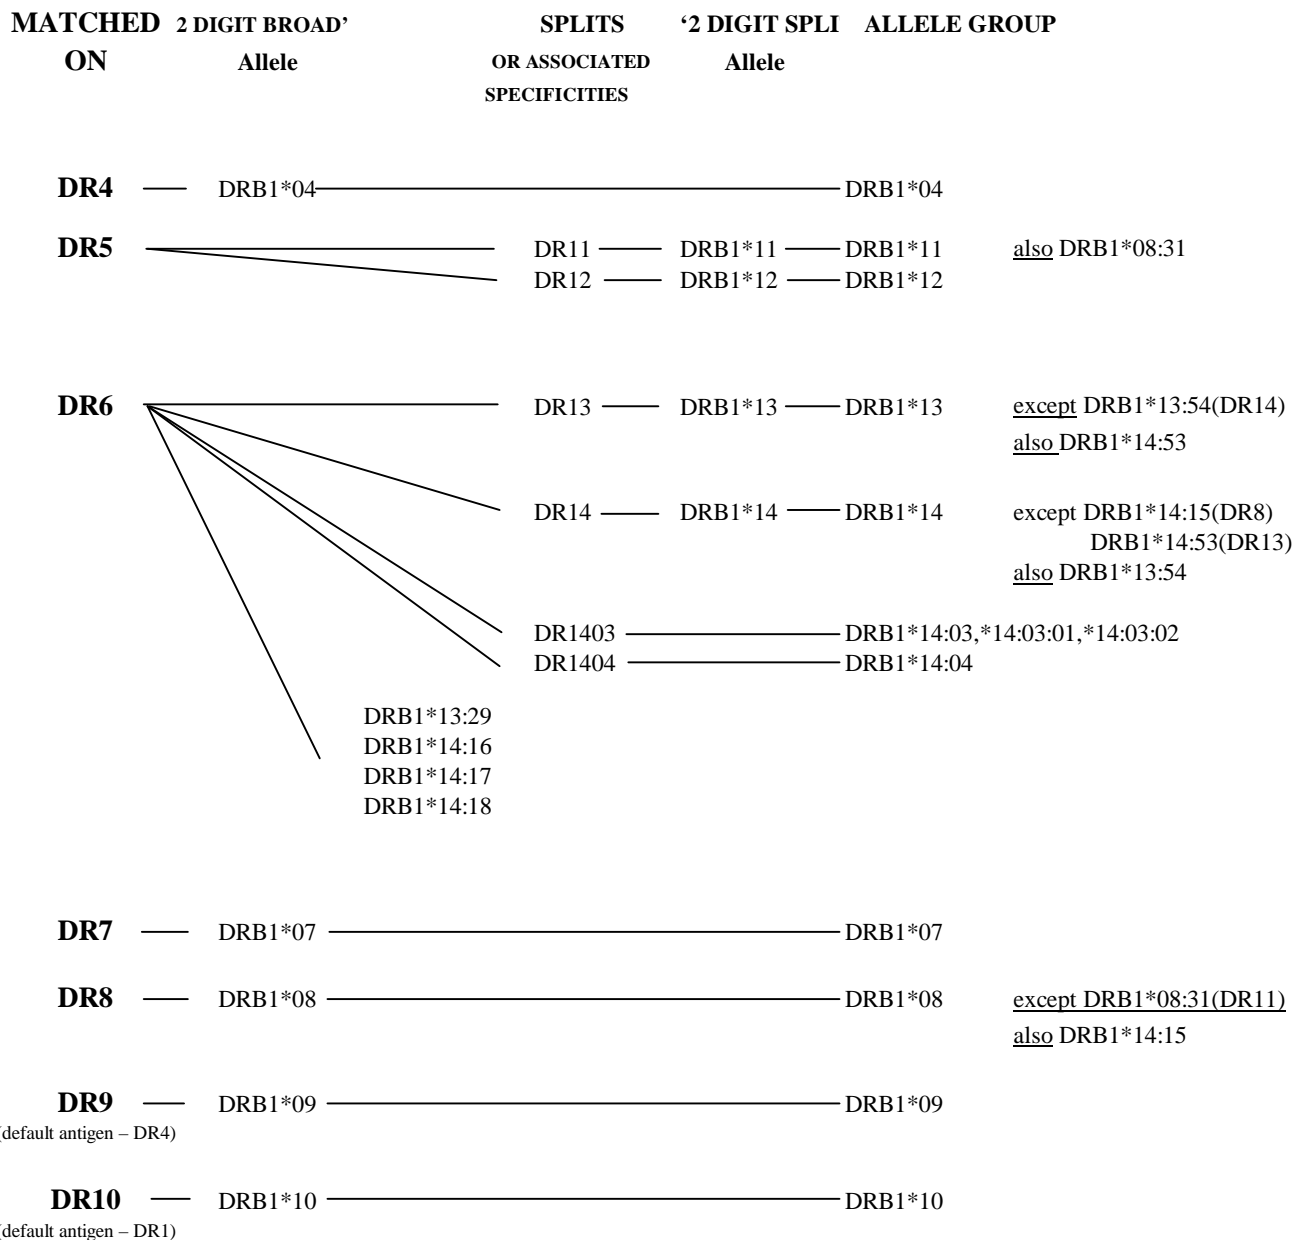 MATCHED 2 DIGIT BROAD’ SPLITS ‘2 DIGIT SPLI ALLELE GROUP
ON Allele OR ASSOCIATED Allele
SPECIFICITIES
DR4 DRB1*04 DRB1*04
DR5 DR11 DRB1*11 DRB1*11 also DRB1*08:31
DR12 DRB1*12 DRB1*12
DR6 DR13 DRB1*13 DRB1*13 except DRB1*13:54(DR14)
also DRB1*14:53
DR14 DRB1*14 DRB1*14 except DRB1*14:15(DR8)
DRB1*14:53(DR13)
also DRB1*13:54
DR1403 DRB1*14:03,*14:03:01,*14:03:02
DR1404 DRB1*14:04
DRB1*13:29
DRB1*14:16
DRB1*14:17
DRB1*14:18
DR7 DRB1*07 DRB1*07
DR8 DRB1*08 DRB1*08 except DRB1*08:31(DR11)
also DRB1*14:15
DR9 DRB1*09 DRB1*09
(default antigen – DR4)
DR10 DRB1*10 DRB1*10
(default antigen – DR1)